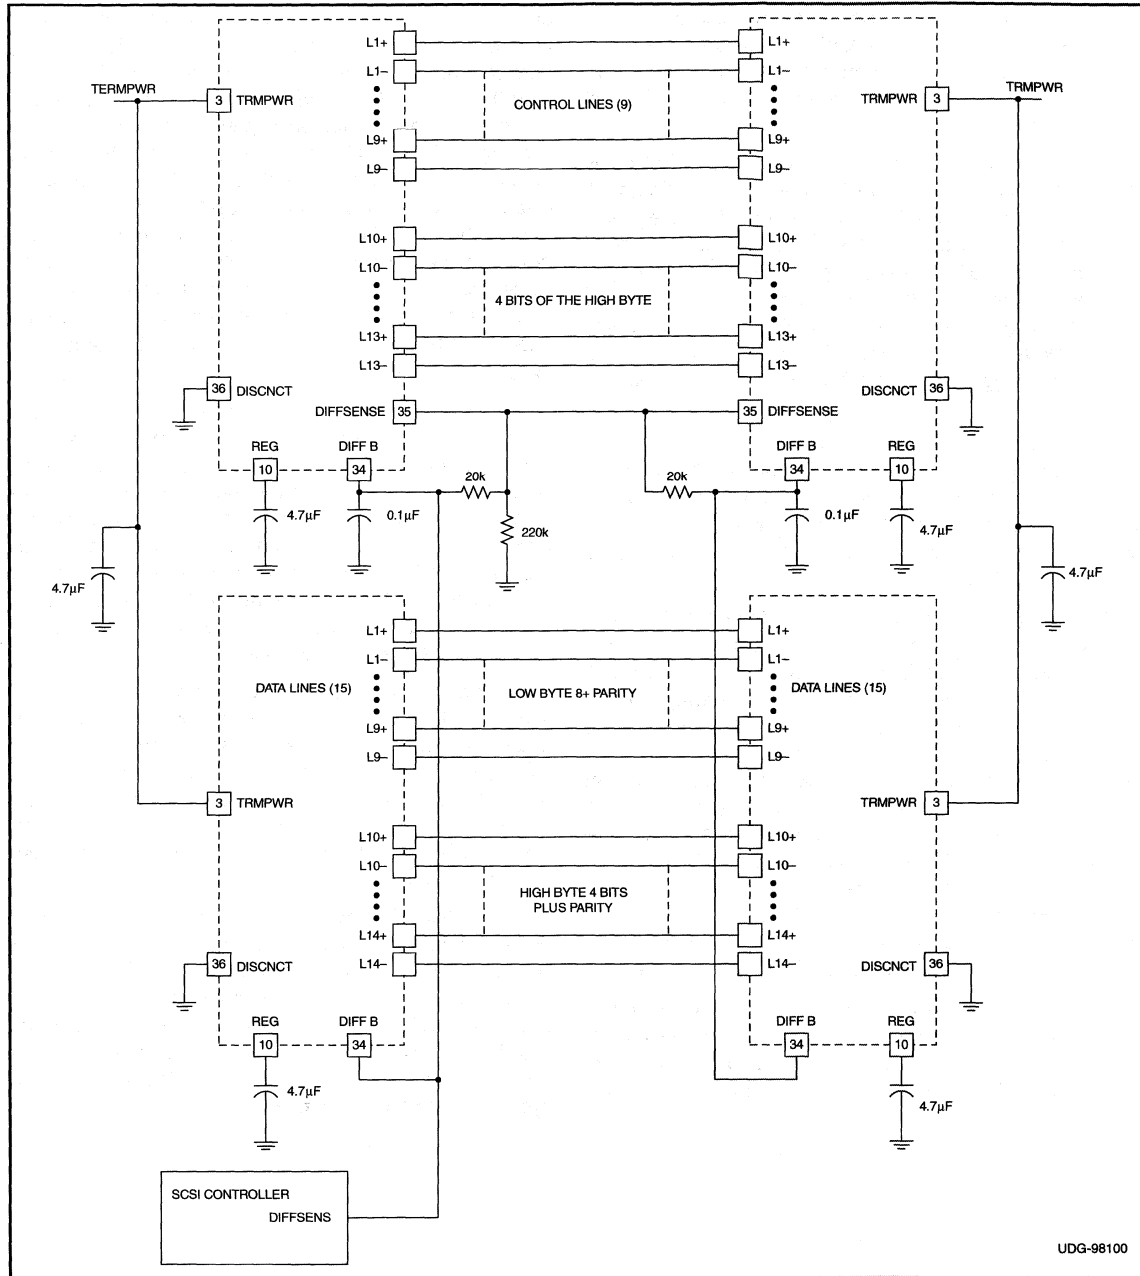 L1+ L1+
L1– L1–
TERMPWR TRMPWR
3 TRMPWR CONTROL LINES (9) TRMPWR 3
L9+ L9+
L9– L9–
L10+ L10+
L10– L10–
4 BITS OF THE HIGH BYTE
L13+ L13+
L13– L13–
36 DISCNCT DISCNCT 36
DIFFSENSE 35 35 DIFFSENSE
REG DIFF B DIFF B REG
10 34 34 10
20k 20k
4.7µF 0.1µF 0.1µF 4.7µF
220k
4.7µF 4.7µF
L1+ L1+
L1– L1–
DATA LINES (15) LOW BYTE 8+ PARITY DATA LINES (15)
L9+ L9+
L9– L9–
3 TRMPWR TRMPWR 3
L10+ L10+
L10– L10–
HIGH BYTE 4 BITS
PLUS PARITY
L14+ L14+
L14– L14–
36 DISCNCT DISCNCT 36
REG DIFF B DIFF B REG
10 34 34 10
4.7µF 4.7µF
SCSI CONTROLLER
DIFFSENS
UDG-98100